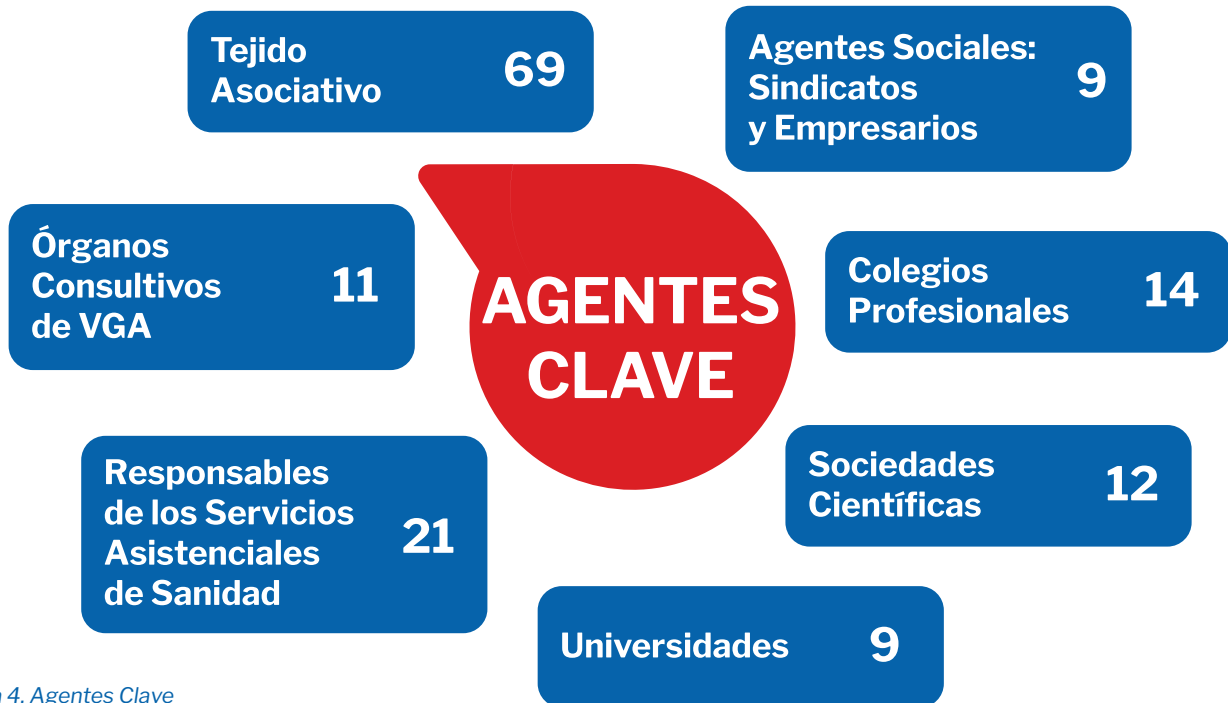 Tejido
Asociativo
69
Agentes Sociales:
Sindicatos
y Empresarios
9
Órganos
Consultivos
de VGA
11
AGENTES
CLAVE
Colegios
Profesionales
14
Responsables
de los Servicios
Asistenciales
de Sanidad
21
Sociedades
Científicas
12
Universidades
9
4. Agentes Clave